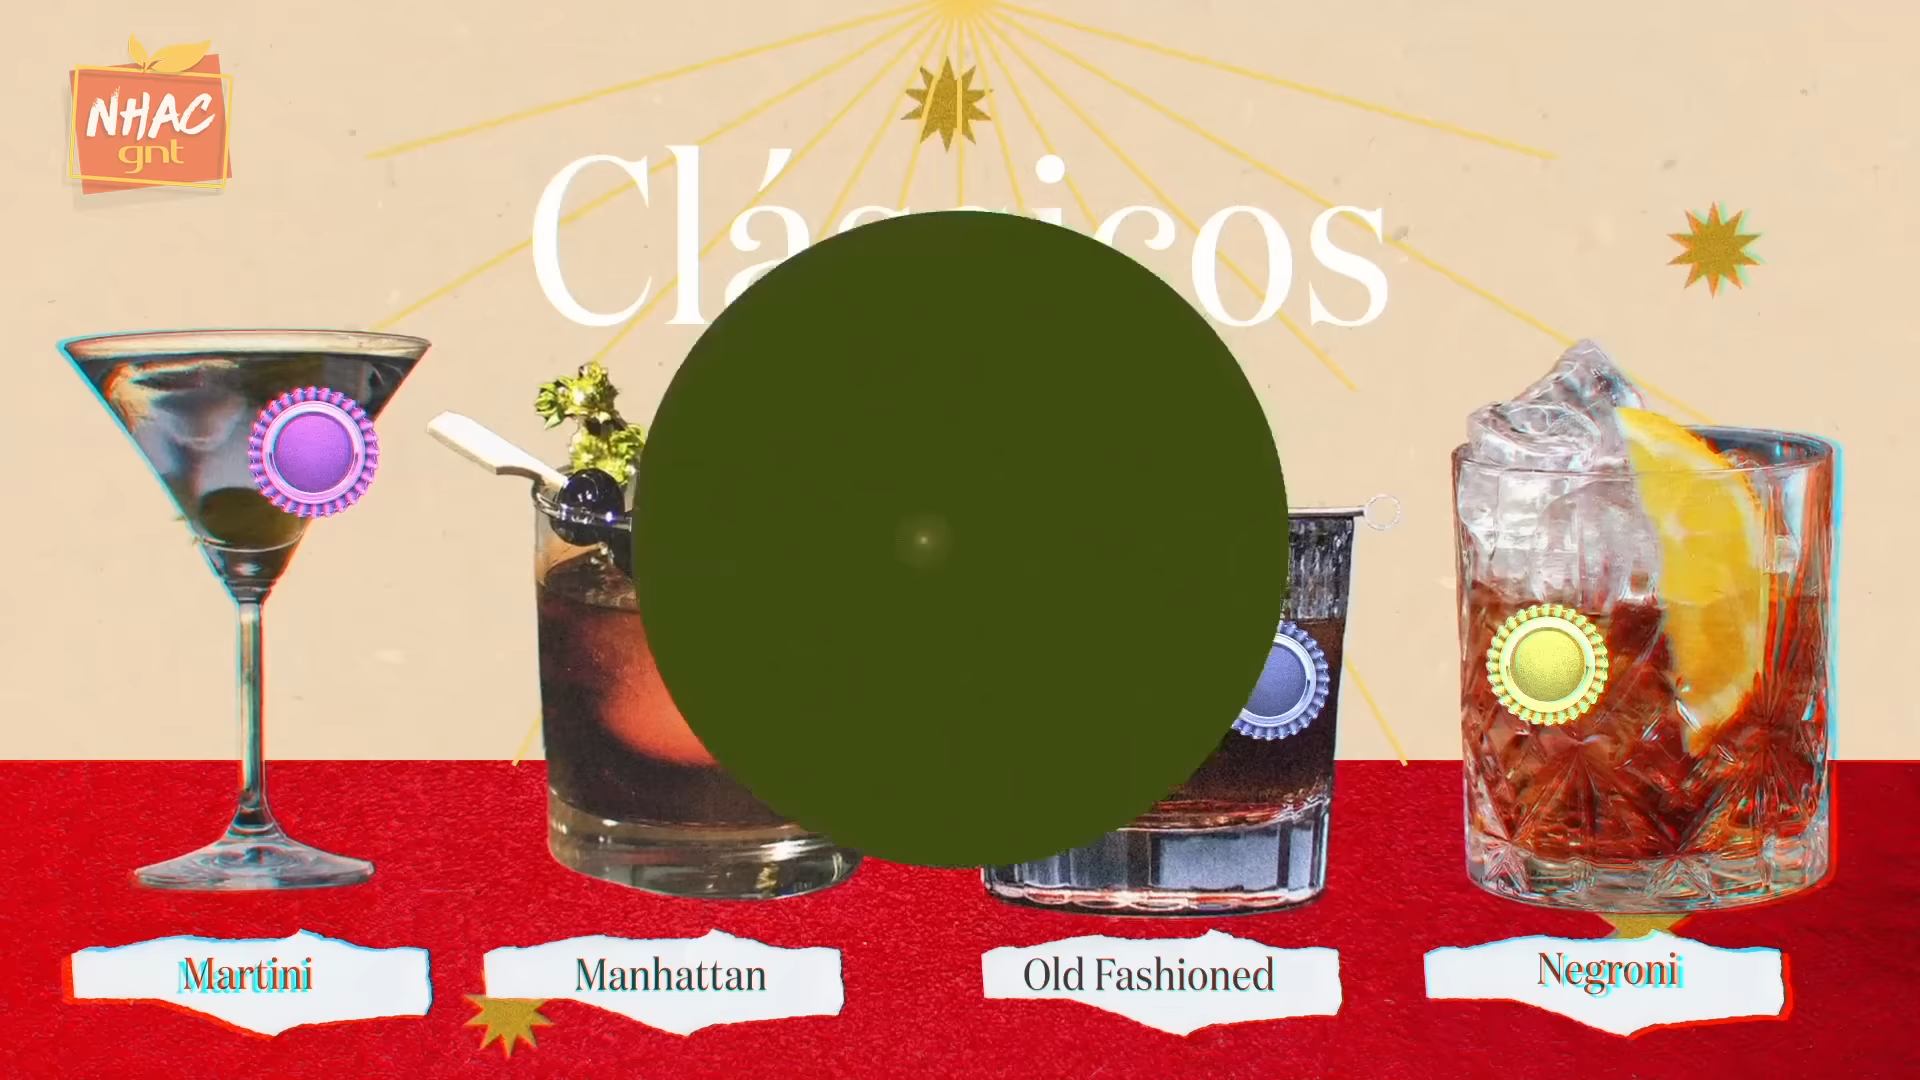 NHAC
gnt
Martini
Manhattan
Old Fashioned
Negroni